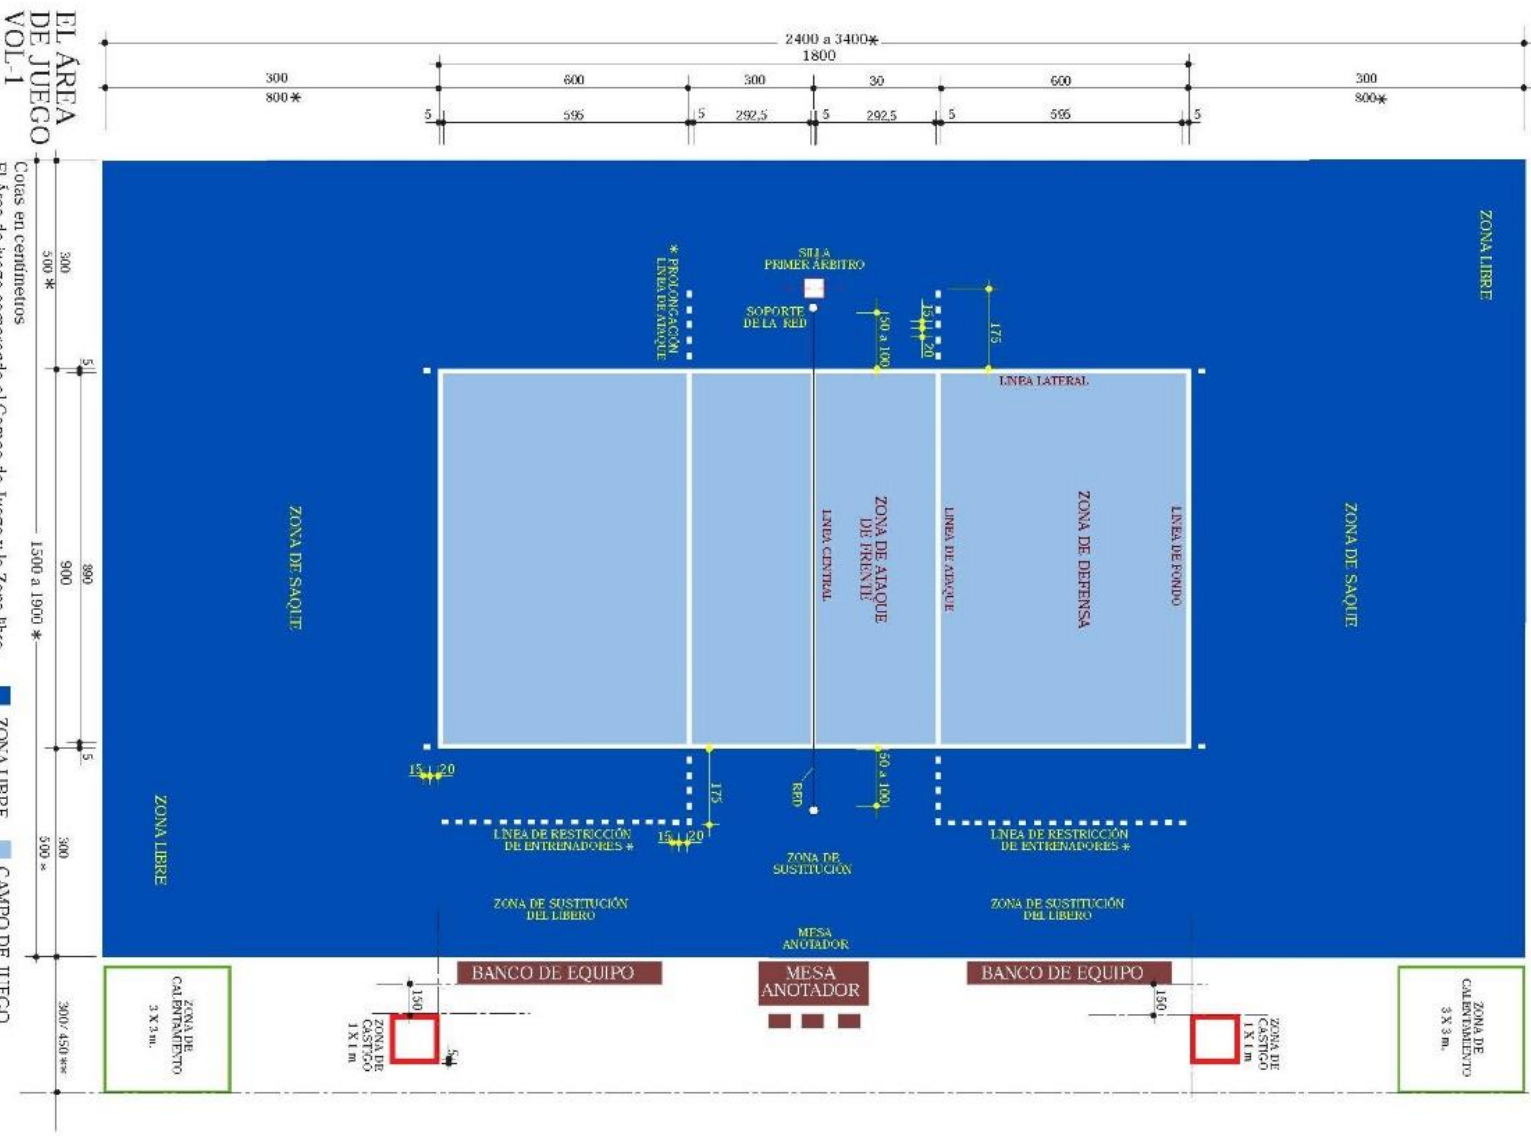 EL ÁREA
DE JUEGO
VOL-1
2400 a 3400*
1800
300
600
300
30
600
300
800*
800*
5
595
5
292,5
5
292,5
5
595
5
Cotas en centímetros
ZONA LIBRE
CAMPO DE JUEGO
300
500 *
5
1500 a 1900 *
900
890
5
300
500 *
300/ 450**
ZONA LIBRE
* PROLONGACIÓN
LINEA DE ATAQUE
SILLA
PRIMER ÁRBITRO
SOPORTE
DE LA RED
50 a 100
15
20
175
LINEA LATERAL
ZONA DE SAQUE
LINEA CENTRAL
ZONA DE ATAQUE
DE FRENTE
LINEA DE ATAQUE
ZONA DE DEFENSA
LINEA DE FONDO
ZONA DE SAQUE
15
20
175
RED
50 a 100
ZONA LIBRE
LINEA DE RESTRICCIÓN
DE ENTRENADORES *
15
20
LINEA DE RESTRICCIÓN
DE ENTRENADORES *
ZONA DE
SUSTITUCIÓN
ZONA DE SUSTITUCIÓN
DEL LIBERO
ZONA DE SUSTITUCIÓN
DEL LIBERO
MESA
ANOTADOR
BANCO DE EQUIPO
MESA
ANOTADOR
BANCO DE EQUIPO
ZONA DE
CALENTAMIENTO
3 X 3 m.
150
ZONA DE
CASTIGO
1 X 1 m
5
150
ZONA DE
CASTIGO
1 X 1 m
ZONA DE
CALENTAMIENTO
3 X 3 m.